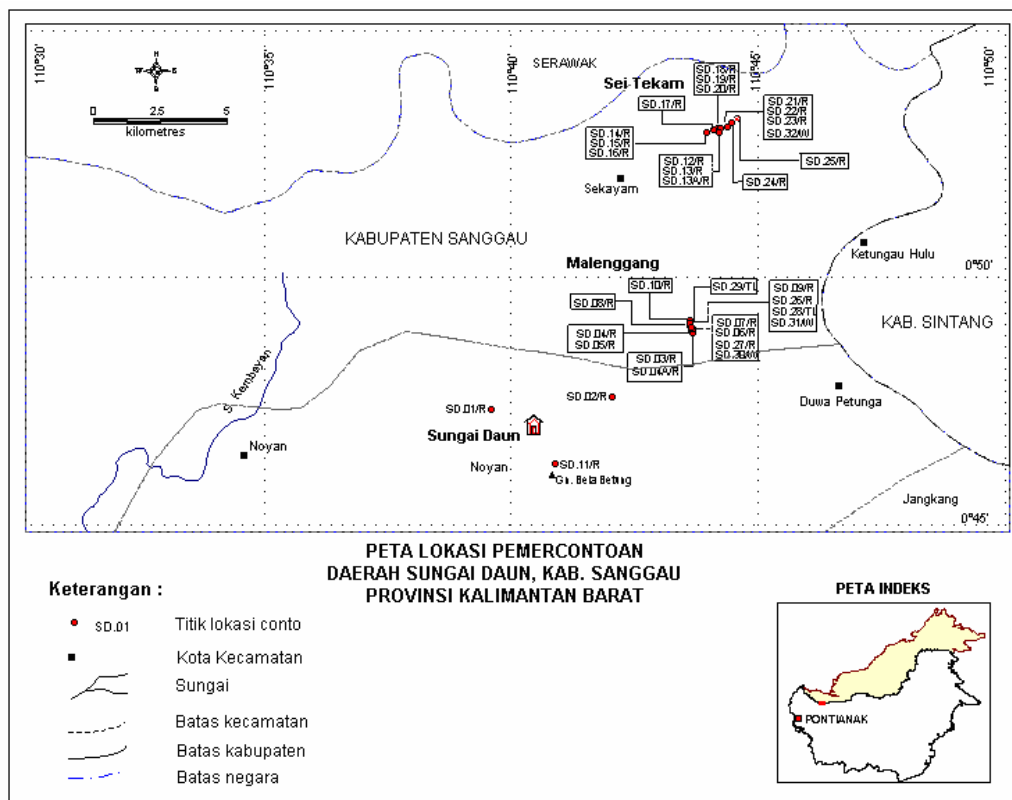 110°30'
110°35'
110°40'
110°45'
110°50'
N
W E
S
0 2.5 5
kilometres
SERAWAK
Sei Tekam
SD.18/R
SD.19/R
SD.20/R
SD.17/R
SD.21/R
SD.22/R
SD.23/R
SD.32/W
SD.14/R
SD.15/R
SD.16/R
SD.12/R
SD.13/R
SD.13A/R
SD.25/R
SD.24/R
Sekayam
KABUPATEN SANGGAU
Ketungau Hulu
0°50'
Malenggang
SD.10/R
SD.29/TL
SD.09/R
SD.26/R
SD.28/TL
SD.31/W
SD.08/R
SD.07/R
SD.06/R
SD.27/R
SD.30/W
SD.04/R
SD.05/R
SD.03/R
SD.04A/R
KAB. SINTANG
S. Kembayan
SD.02/R
Duwa Petunga
SD.01/R
Sungai Daun
Noyan
Noyan
SD.11/R
Gn. Beta Betung
Jangkang
0°45'
PETA LOKASI PEMERCONTOAN
DAERAH SUNGAI DAUN, KAB. SANGGAU
PROVINSI KALIMANTAN BARAT
Keterangan :
SD.01 Titik lokasi conto
Kota Kecamatan
Sungai
Batas kecamatan
Batas kabupaten
Batas negara
PETA INDEKS
PONTIANAK